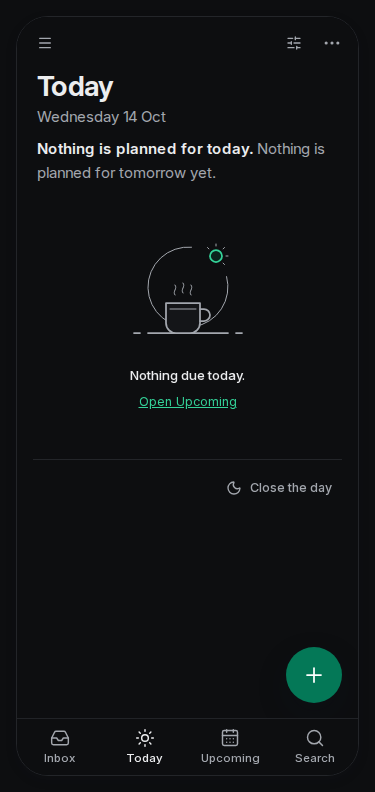 Today
Wednesday 14 Oct
Nothing is planned for today. Nothing is
planned for tomorrow yet.
Nothing due today.
Open Upcoming
Close the day
Inbox
Today
Upcoming
Search